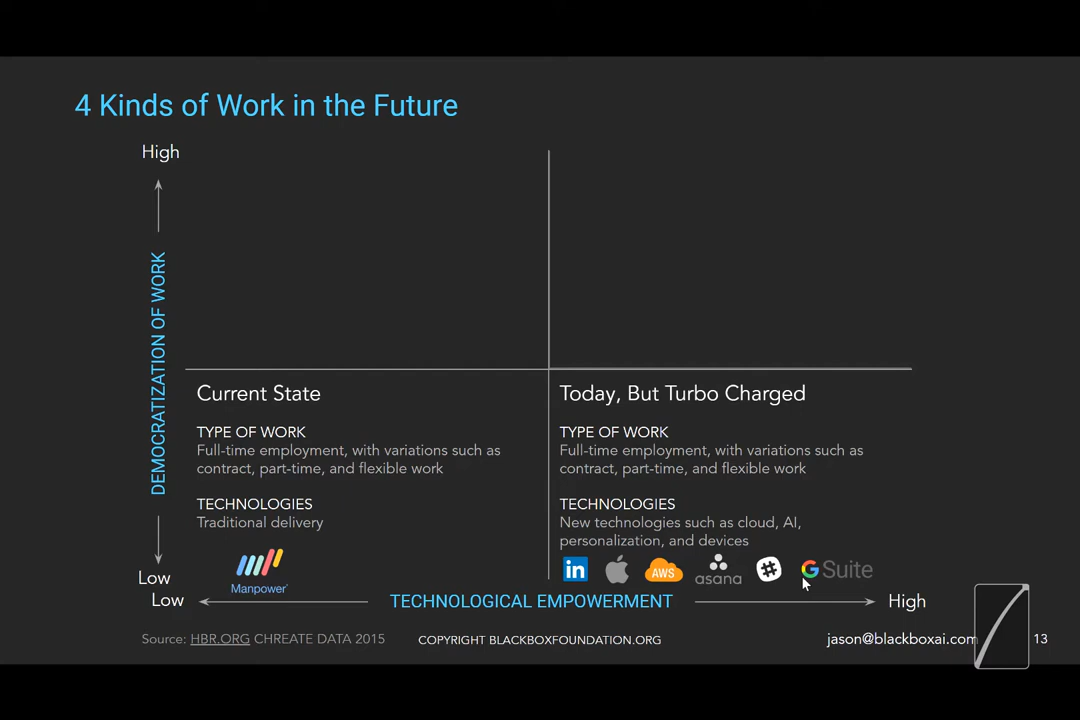 4 Kinds of Work in the Future
High
DEMOCRATIZATION OF WORK
Current State
TYPE OF WORK
Full-time employment, with variations such as
contract, part-time, and flexible work
TECHNOLOGIES
Traditional delivery
Manpower
Today, But Turbo Charged
TYPE OF WORK
Full-time employment, with variations such as
contract, part-time, and flexible work
TECHNOLOGIES
New technologies such as cloud, AI,
personalization, and devices
in
AWS
asana
G Suite
Low
Low
TECHNOLOGICAL EMPOWERMENT
High
Source: HBR.ORG CHREATE DATA 2015
COPYRIGHT BLACKBOXFOUNDATION.ORG
jason@blackboxai.com
13